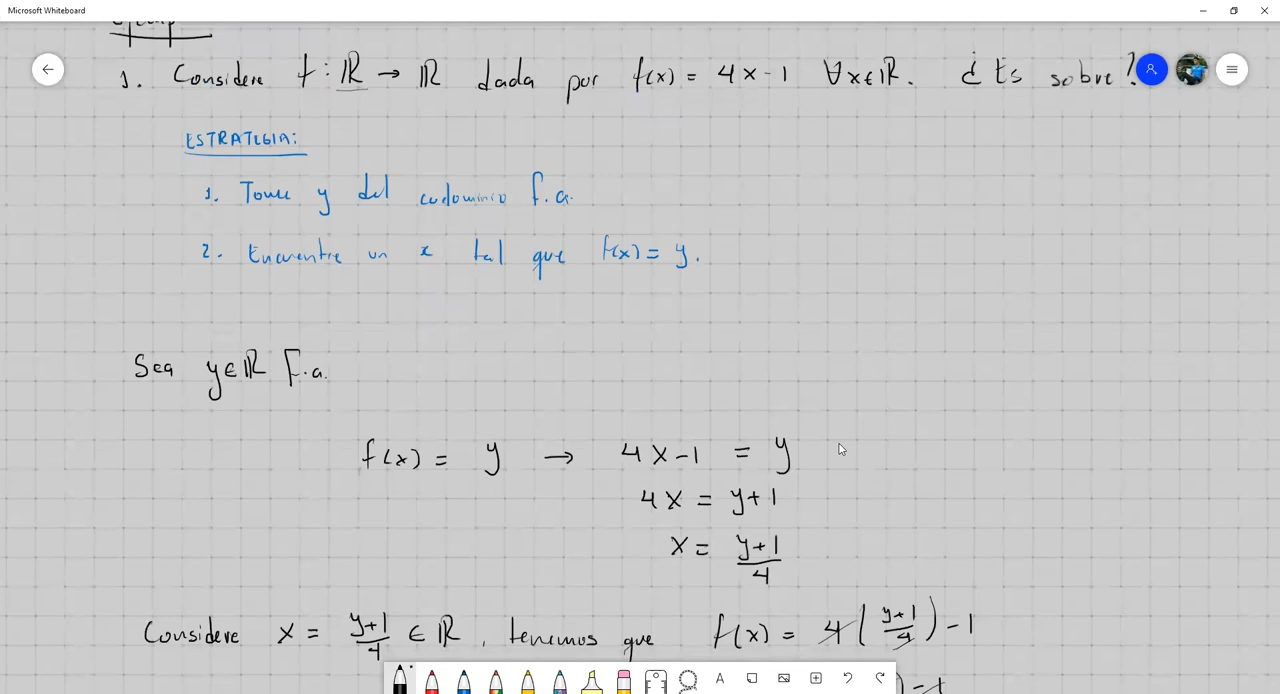 Microsoft Whiteboard
1. Considere f : ℝ → ℝ dada por f(x) = 4x - 1 ∀x∈ℝ. ¿Es sobre?
ESTRATEGIA:
1. Tome y del codominio f.a.
2. Encuentre un x tal que f(x) = y.
Sea y∈ℝ F.a.
f(x) = y → 4x-1 = y
4x = y+1
x = y+1/4
Considere x = y+1/4 ∈ ℝ, tenemos que f(x) = 4(y+1/4) - 1
) - 1
A